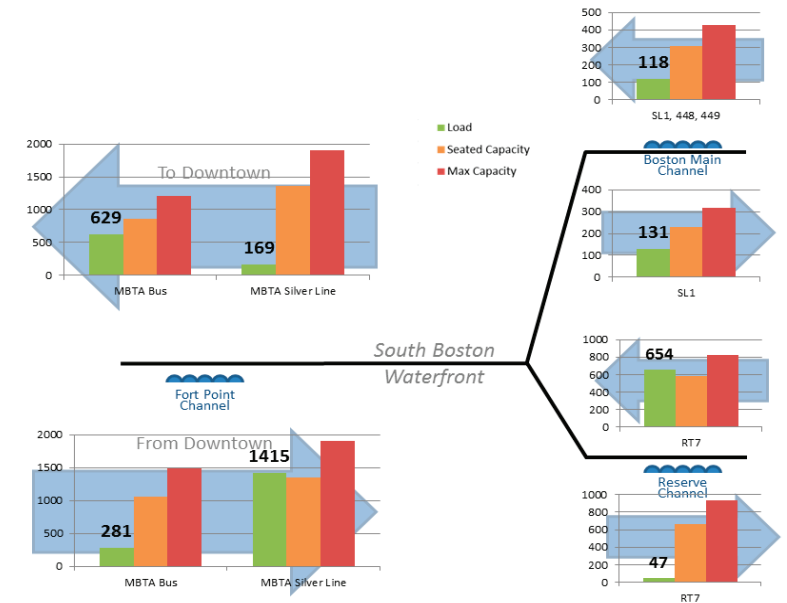 500
400
300
200
100
0
118
SL1, 448, 449
Load
Seated Capacity
Max Capacity
Boston Main
Channel
2000
1500
1000
500
0
To Downtown
629
169
MBTA Bus
MBTA Silver Line
400
300
200
100
0
131
SL1
South Boston
Waterfront
Fort Point
Channel
1000
800
600
400
200
0
654
RT7
Reserve
Channel
2000
1500
1000
500
0
From Downtown
281
1415
MBTA Bus
MBTA Silver Line
1000
800
600
400
200
0
47
RT7